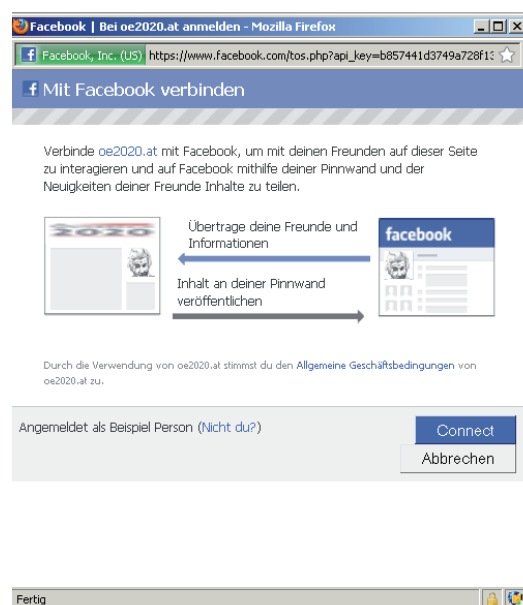 Facebook | Bei oe2020.at anmelden - Mozilla Firefox
Facebook, Inc. (US) https://www.facebook.com/tos.php?api_key=b857441d3749a728f13
Mit Facebook verbinden
Verbinde oe2020.at mit Facebook, um mit deinen Freunden auf dieser Seite
zu interagieren und auf Facebook mithilfe deiner Pinnwand und der
Neuigkeiten deiner Freunde Inhalte zu teilen.
2020
Übertrage deine Freunde und
Informationen
facebook
Inhalt an deiner Pinnwand
veröffentlichen
Durch die Verwendung von oe2020.at stimmst du den Allgemeine Geschäftsbedingungen von
oe2020.at zu.
Angemeldet als Beispiel Person (Nicht du?)
Connect
Abbrechen
Fertig